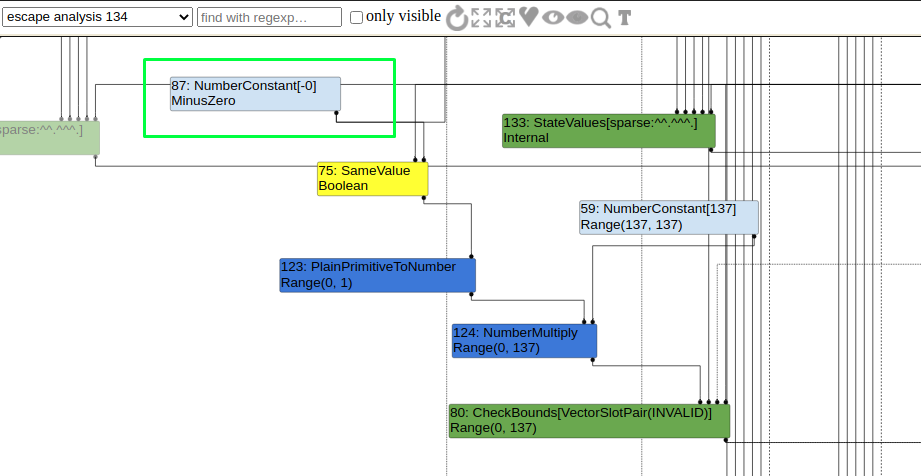 escape analysis 134
find with regexp...
only visible
T
87: NumberConstant[-0]
MinusZero
sparse:^^.^^^.]
133: StateValues[sparse:^^.^^^.]
Internal
75: SameValue
Boolean
59: NumberConstant[137]
Range(137, 137)
123: PlainPrimitiveToNumber
Range(0, 1)
124: NumberMultiply
Range(0, 137)
80: CheckBounds[VectorSlotPair(INVALID)]
Range(0, 137)